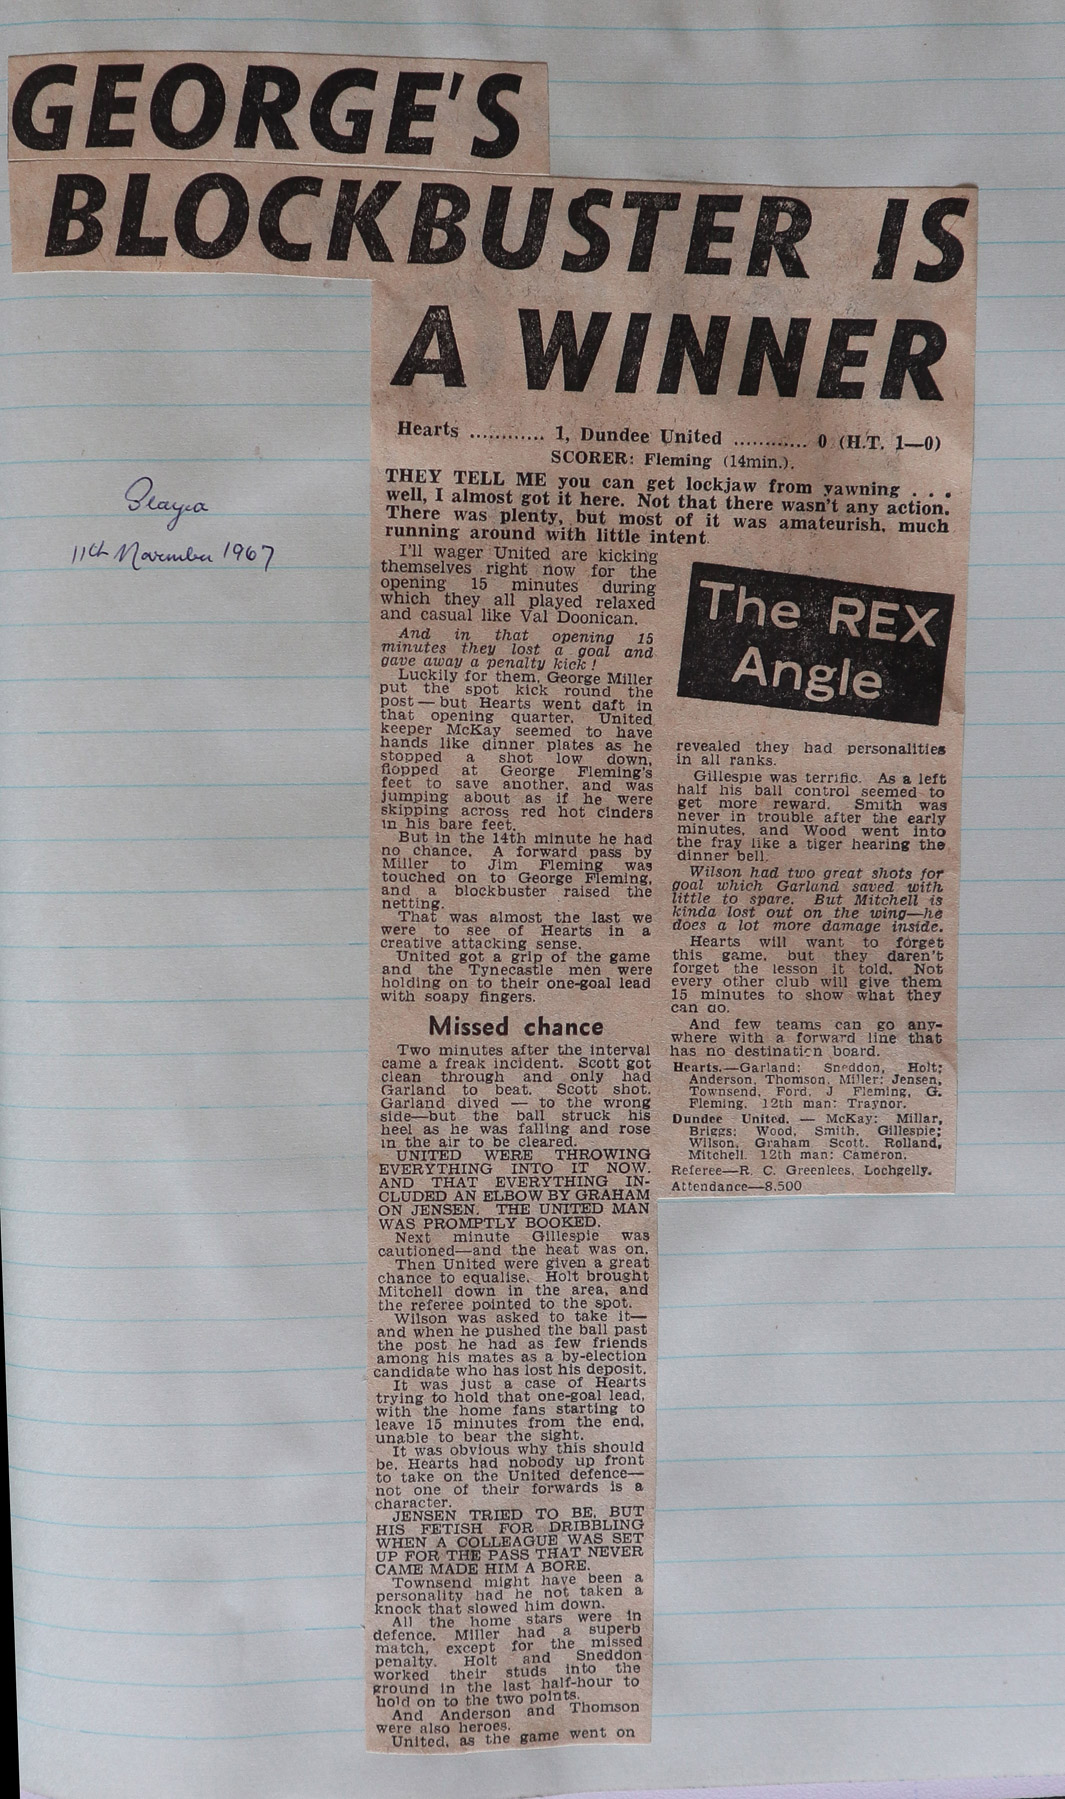 GEORGE'S
BLOCKBUSTER IS
A WINNER
Hearts ............ 1, Dundee United ............ 0 (H.T. 1—0)
SCORER: Fleming (14min.).
THEY TELL ME you can get lockjaw from yawning . . .
well, I almost got it here. Not that there wasn't any action.
There was plenty, but most of it was amateurish, much
running around with little intent.
I'll wager United are kicking
themselves right now for the
opening 15 minutes during
which they all played relaxed
and casual like Val Doonican.
And in that opening 15
minutes they lost a goal and
gave away a penalty kick!
Luckily for them, George Miller
put the spot kick round the
post—but Hearts went daft in
that opening quarter. United
keeper McKay seemed to have
hands like dinner plates as he
stopped a shot low down,
flopped at George Fleming's
feet to save another, and was
jumping about as if he were
skipping across red hot cinders
in his bare feet.
But in the 14th minute he had
no chance. A forward pass by
Miller to Jim Fleming was
touched on to George Fleming,
and a blockbuster raised the
netting.
That was almost the last we
were to see of Hearts in a
creative attacking sense.
United got a grip of the game
and the Tynecastle men were
holding on to their one-goal lead
with soapy fingers.
Missed chance
Two minutes after the interval
came a freak incident. Scott got
clean through and only had
Garland to beat. Scott shot,
Garland dived — to the wrong
side—but the ball struck his
heel as he was falling and rose
in the air to be cleared.
UNITED WERE THROWING
EVERYTHING INTO IT NOW.
AND THAT EVERYTHING IN-
CLUDED AN ELBOW BY GRAHAM
ON JENSEN. THE UNITED MAN
WAS PROMPTLY BOOKED.
Next minute Gillespie was
cautioned—and the heat was on.
Then United were given a great
chance to equalise. Holt brought
Mitchell down in the area, and
the referee pointed to the spot.
Wilson was asked to take it—
and when he pushed the ball past
the post he had as few friends
among his mates as a by-election
candidate who has lost his deposit.
It was just a case of Hearts
trying to hold that one-goal lead,
with the home fans starting to
leave 15 minutes from the end,
unable to bear the sight.
It was obvious why this should
be. Hearts had nobody up front
to take on the United defence—
not one of their forwards is a
character.
JENSEN TRIED TO BE, BUT
HIS FETISH FOR DRIBBLING
WHEN A COLLEAGUE WAS SET
UP FOR THE PASS THAT NEVER
CAME MADE HIM A BORE.
Townsend might have been a
personality had he not taken a
knock that slowed him down.
All the home stars were in
defence. Miller had a superb
match, except for the missed
penalty. Holt and Sneddon
worked their studs into the
ground in the last half-hour to
hold on to the two points.
And Anderson and Thomson
were also heroes.
United, as the game went on
The REX
Angle
revealed they had personalities
in all ranks.
Gillespie was terrific. As a left
half his ball control seemed to
get more reward. Smith was
never in trouble after the early
minutes, and Wood went into
the fray like a tiger hearing the
dinner bell.
Wilson had two great shots for
goal which Garland saved with
little to spare. But Mitchell is
kinda lost out on the wing—he
does a lot more damage inside.
Hearts will want to forget
this game, but they daren't
forget the lesson it told. Not
every other club will give them
15 minutes to show what they
can do.
And few teams can go any-
where with a forward line that
has no destination board.
Hearts.—Garland: Sneddon, Holt;
Anderson, Thomson, Miller: Jensen,
Townsend, Ford, J Fleming, G.
Fleming. 12th man: Traynor.
Dundee United. — McKay: Millar,
Briggs; Wood, Smith, Gillespie;
Wilson, Graham Scott, Rolland,
Mitchell. 12th man: Cameron.
Referee—R. C. Greenlees, Lochgelly.
Attendance—8,500
11th November 1967